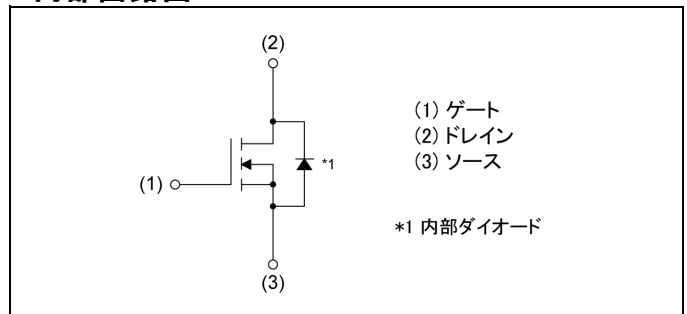 (2)
(1) ゲート
(2) ドレイン
(3) ソース
*1
(1)
*1 内部ダイオード
(3)